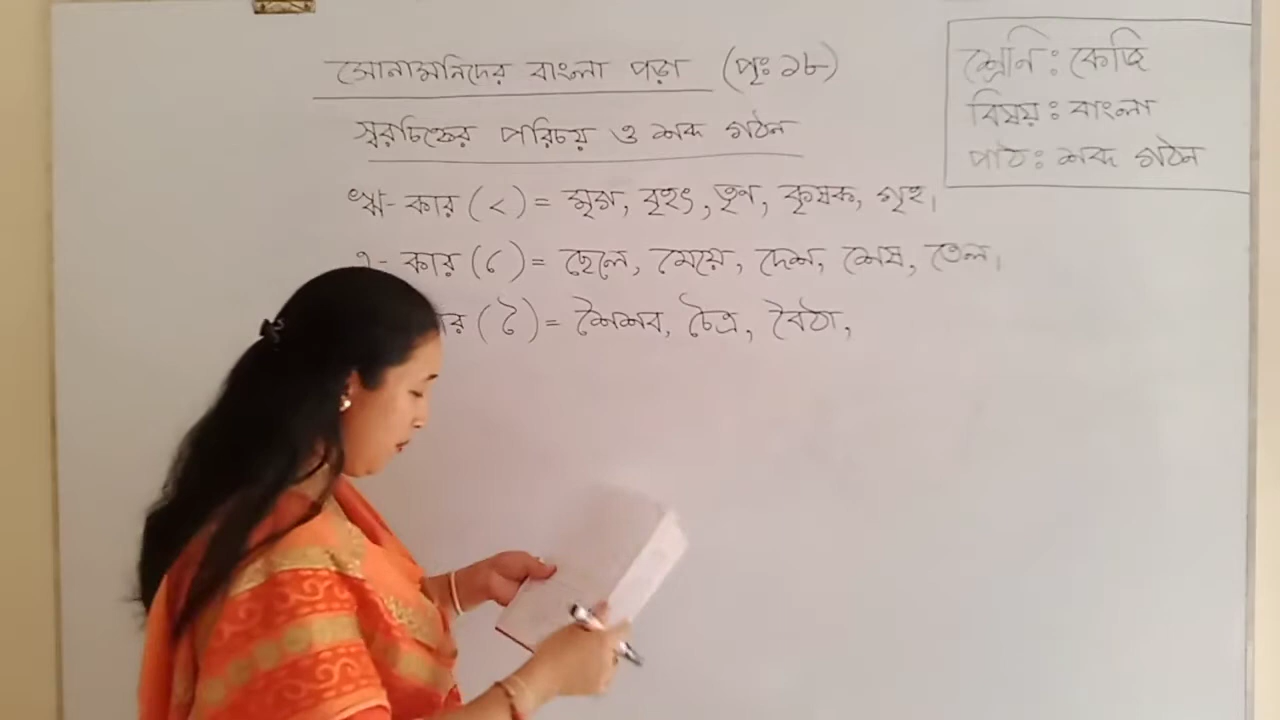 সোনামনিদের বাংলা পড়া (পৃঃ ১৮)
স্বরচিহ্নের পরিচয় ও শব্দ গঠন
ঋ- কার (ৃ) = মৃগ, বৃহৎ, তৃণ, কৃষক, গৃহ।
এ- কার (ে) = ছেলে, মেয়ে, দেশ, শেষ, তেল।
ার (ৈ) = শৈশব, চৈত্র, বৈঠা,
শ্রেনি : কেজি
বিষয় : বাংলা
পাঠ : শব্দ গঠন